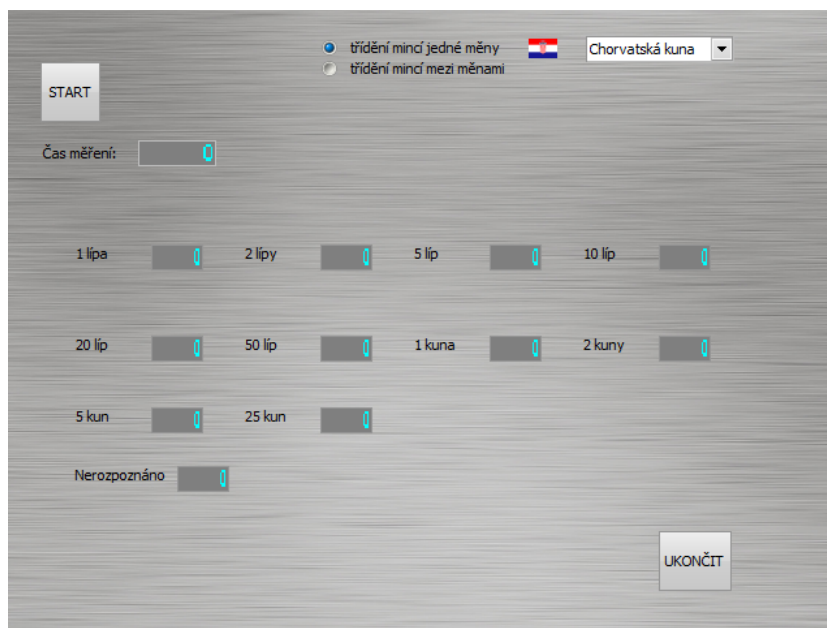 třídění mincí jedné měny
Chorvatská kuna
třídění mincí mezi měnami
START
Čas měření: 0
1 lípa 0 2 lípy 0 5 líp 0 10 líp 0
20 líp 0 50 líp 0 1 kuna 0 2 kuny 0
5 kun 0 25 kun 0
Nerozpoznáno 0
UKONČIT